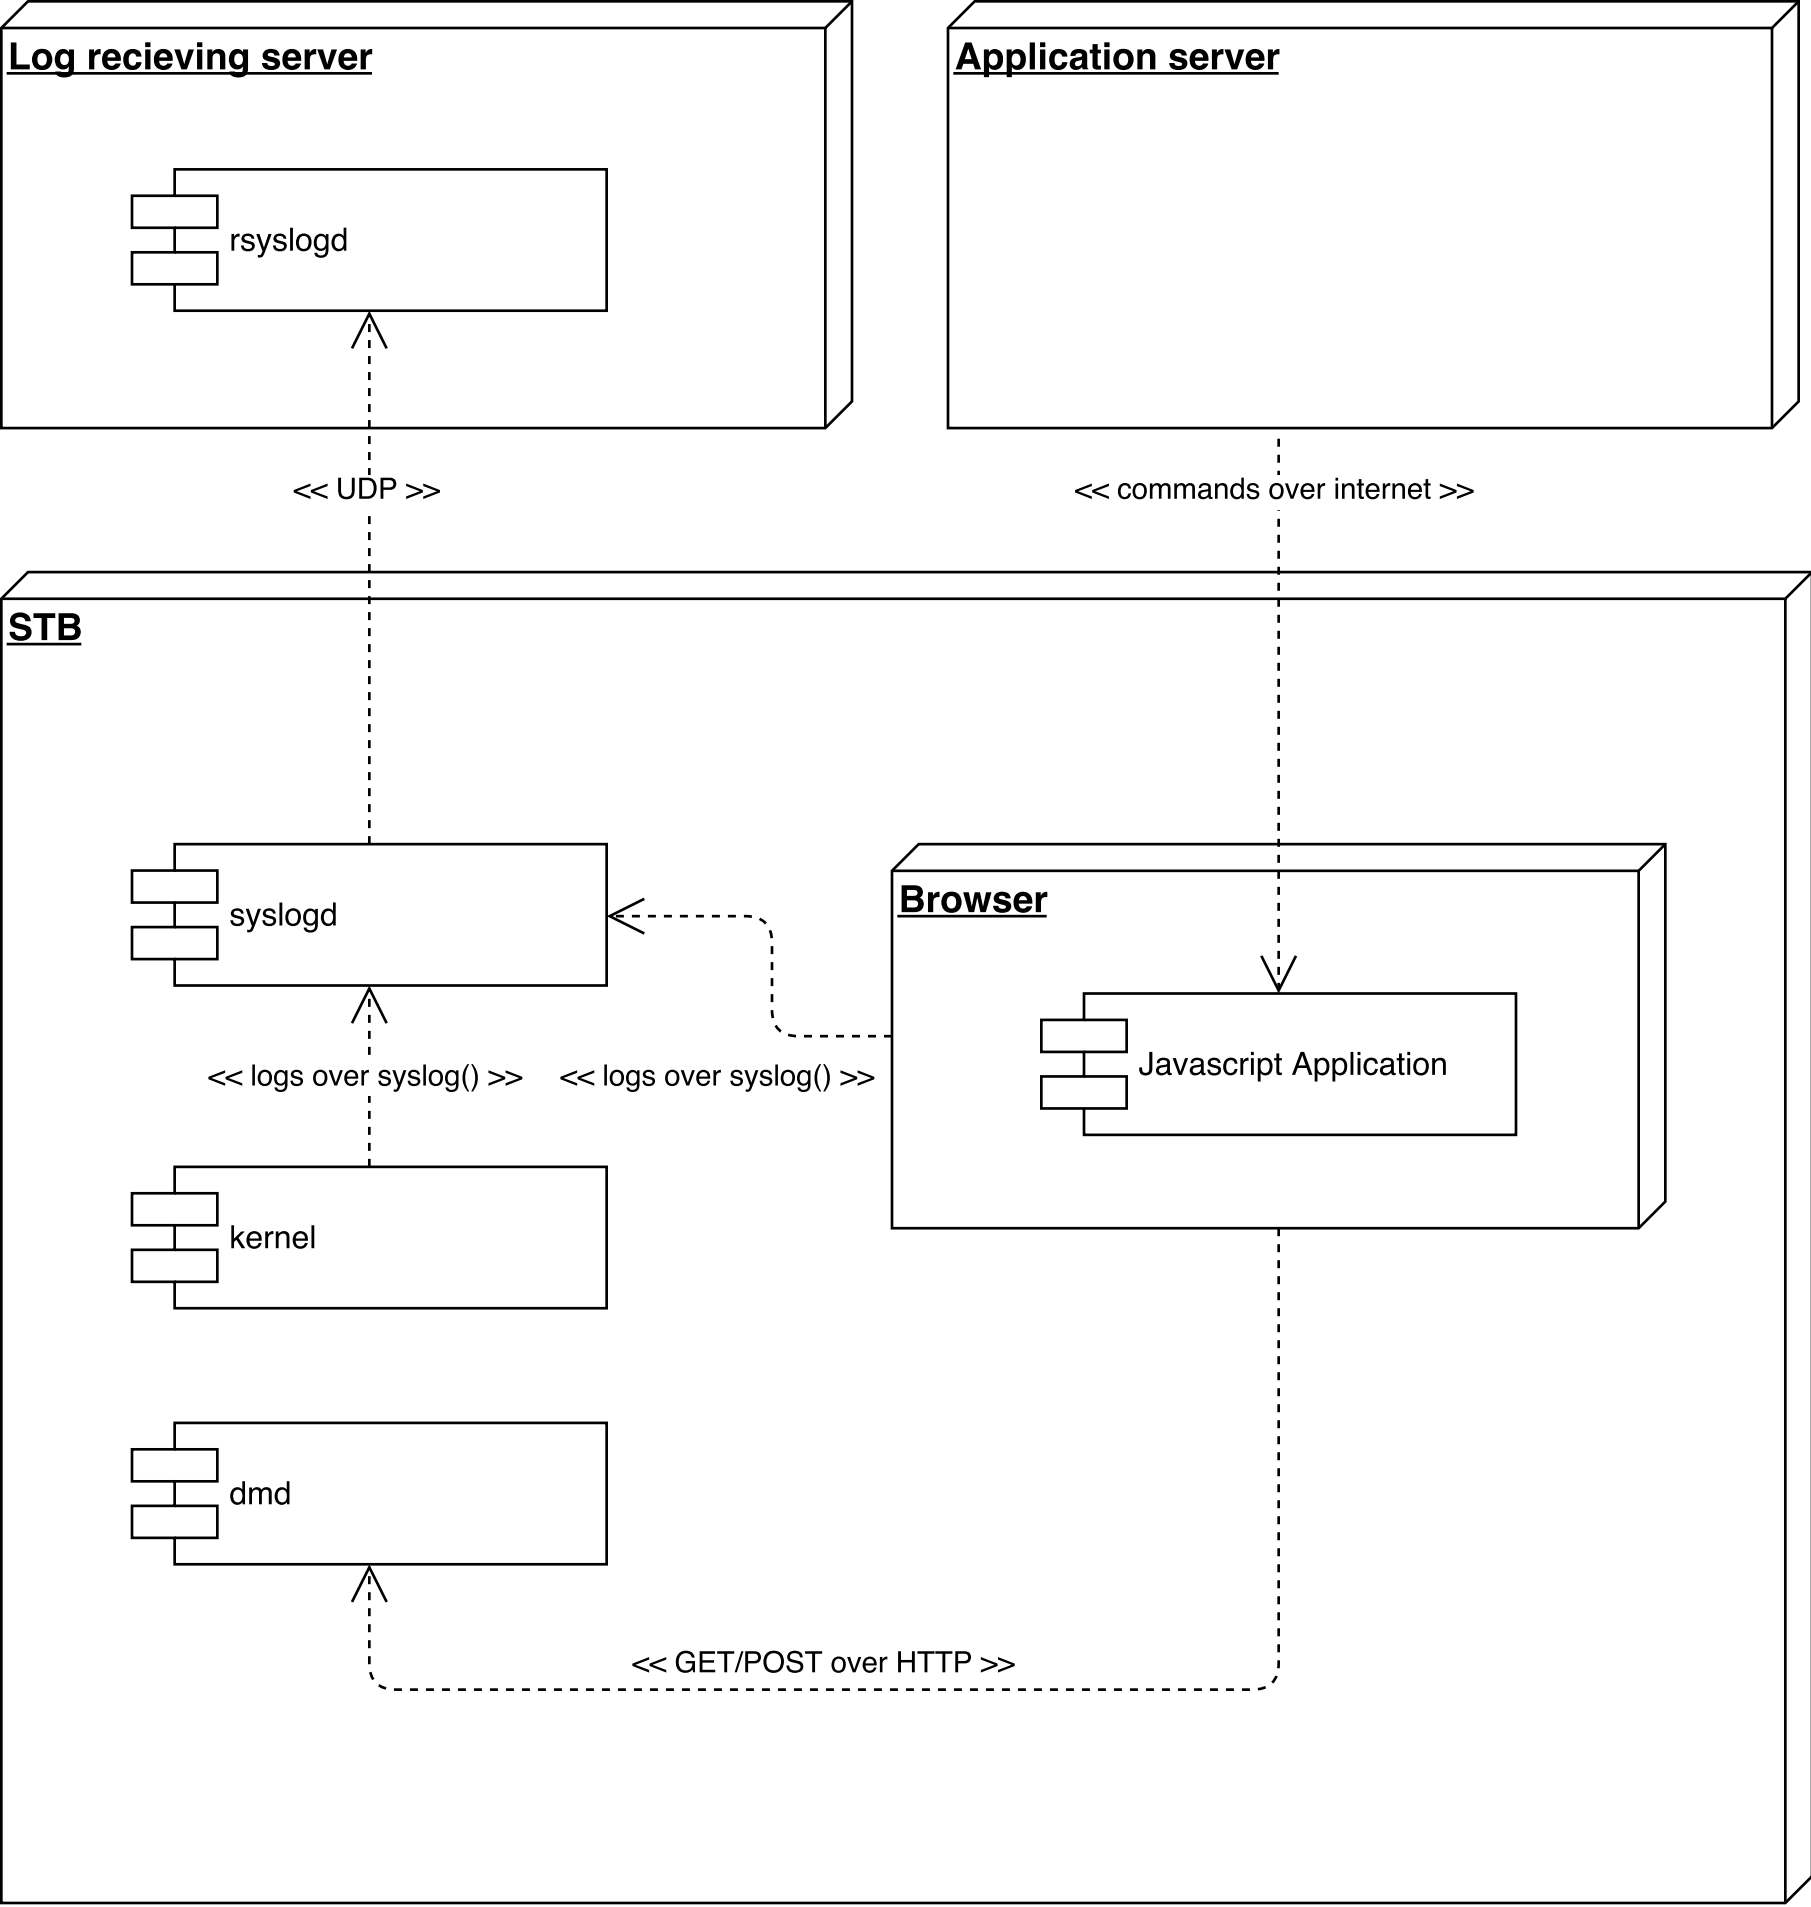 Log recieving server
Application server
rsyslogd
<< UDP >>
<< commands over internet >>
STB
Browser
syslogd
Javascript Application
<< logs over syslog() >>
<< logs over syslog() >>
kernel
dmd
<< GET/POST over HTTP >>